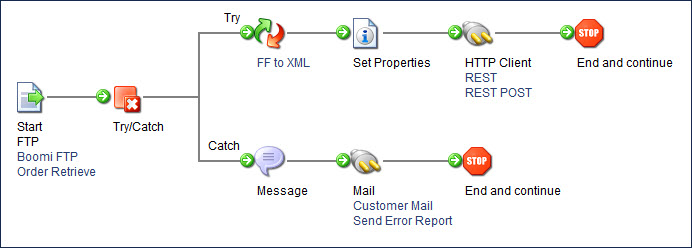 Try
FF to XML
Set Properties
HTTP Client
REST
REST POST
STOP
End and continue
Start
FTP
Boomi FTP
Order Retrieve
Try/Catch
Catch
Message
Mail
Customer Mail
Send Error Report
STOP
End and continue